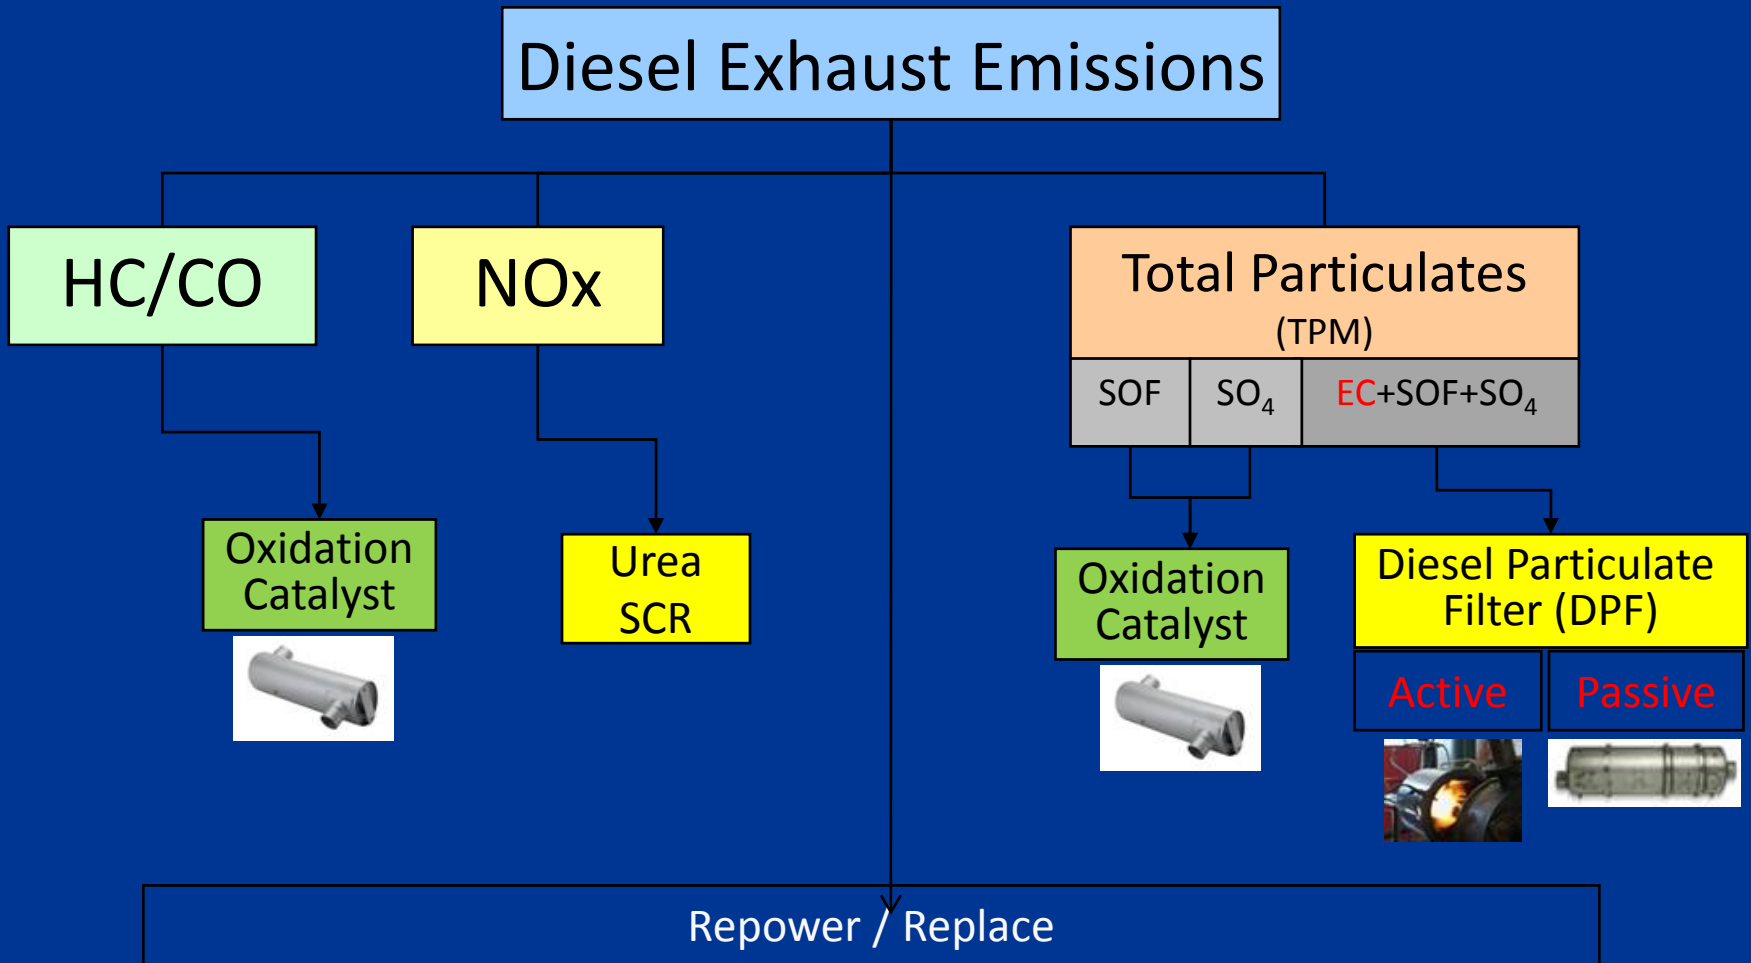 Diesel Exhaust Emissions
HC/CO
NOx
Total Particulates
(TPM)
SOF
SO₄
EC+SOF+SO₄
Oxidation
Catalyst
Urea
SCR
Oxidation
Catalyst
Diesel Particulate
Filter (DPF)
Active
Passive
Repower / Replace